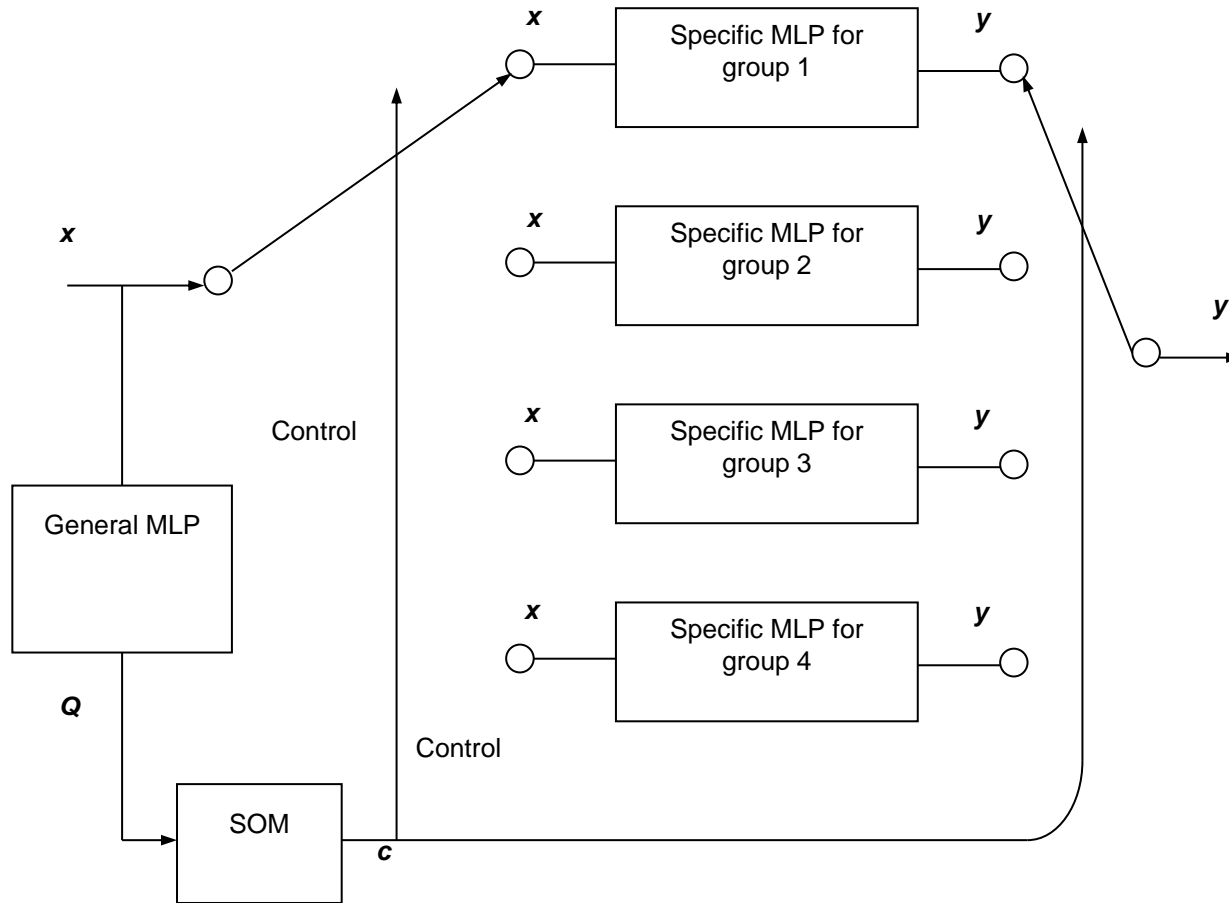 x
Specific MLP for
group 1
y
x
Specific MLP for
group 2
y
x
y
Control
x
Specific MLP for
group 3
y
General MLP
x
Specific MLP for
group 4
y
Q
Control
SOM
c